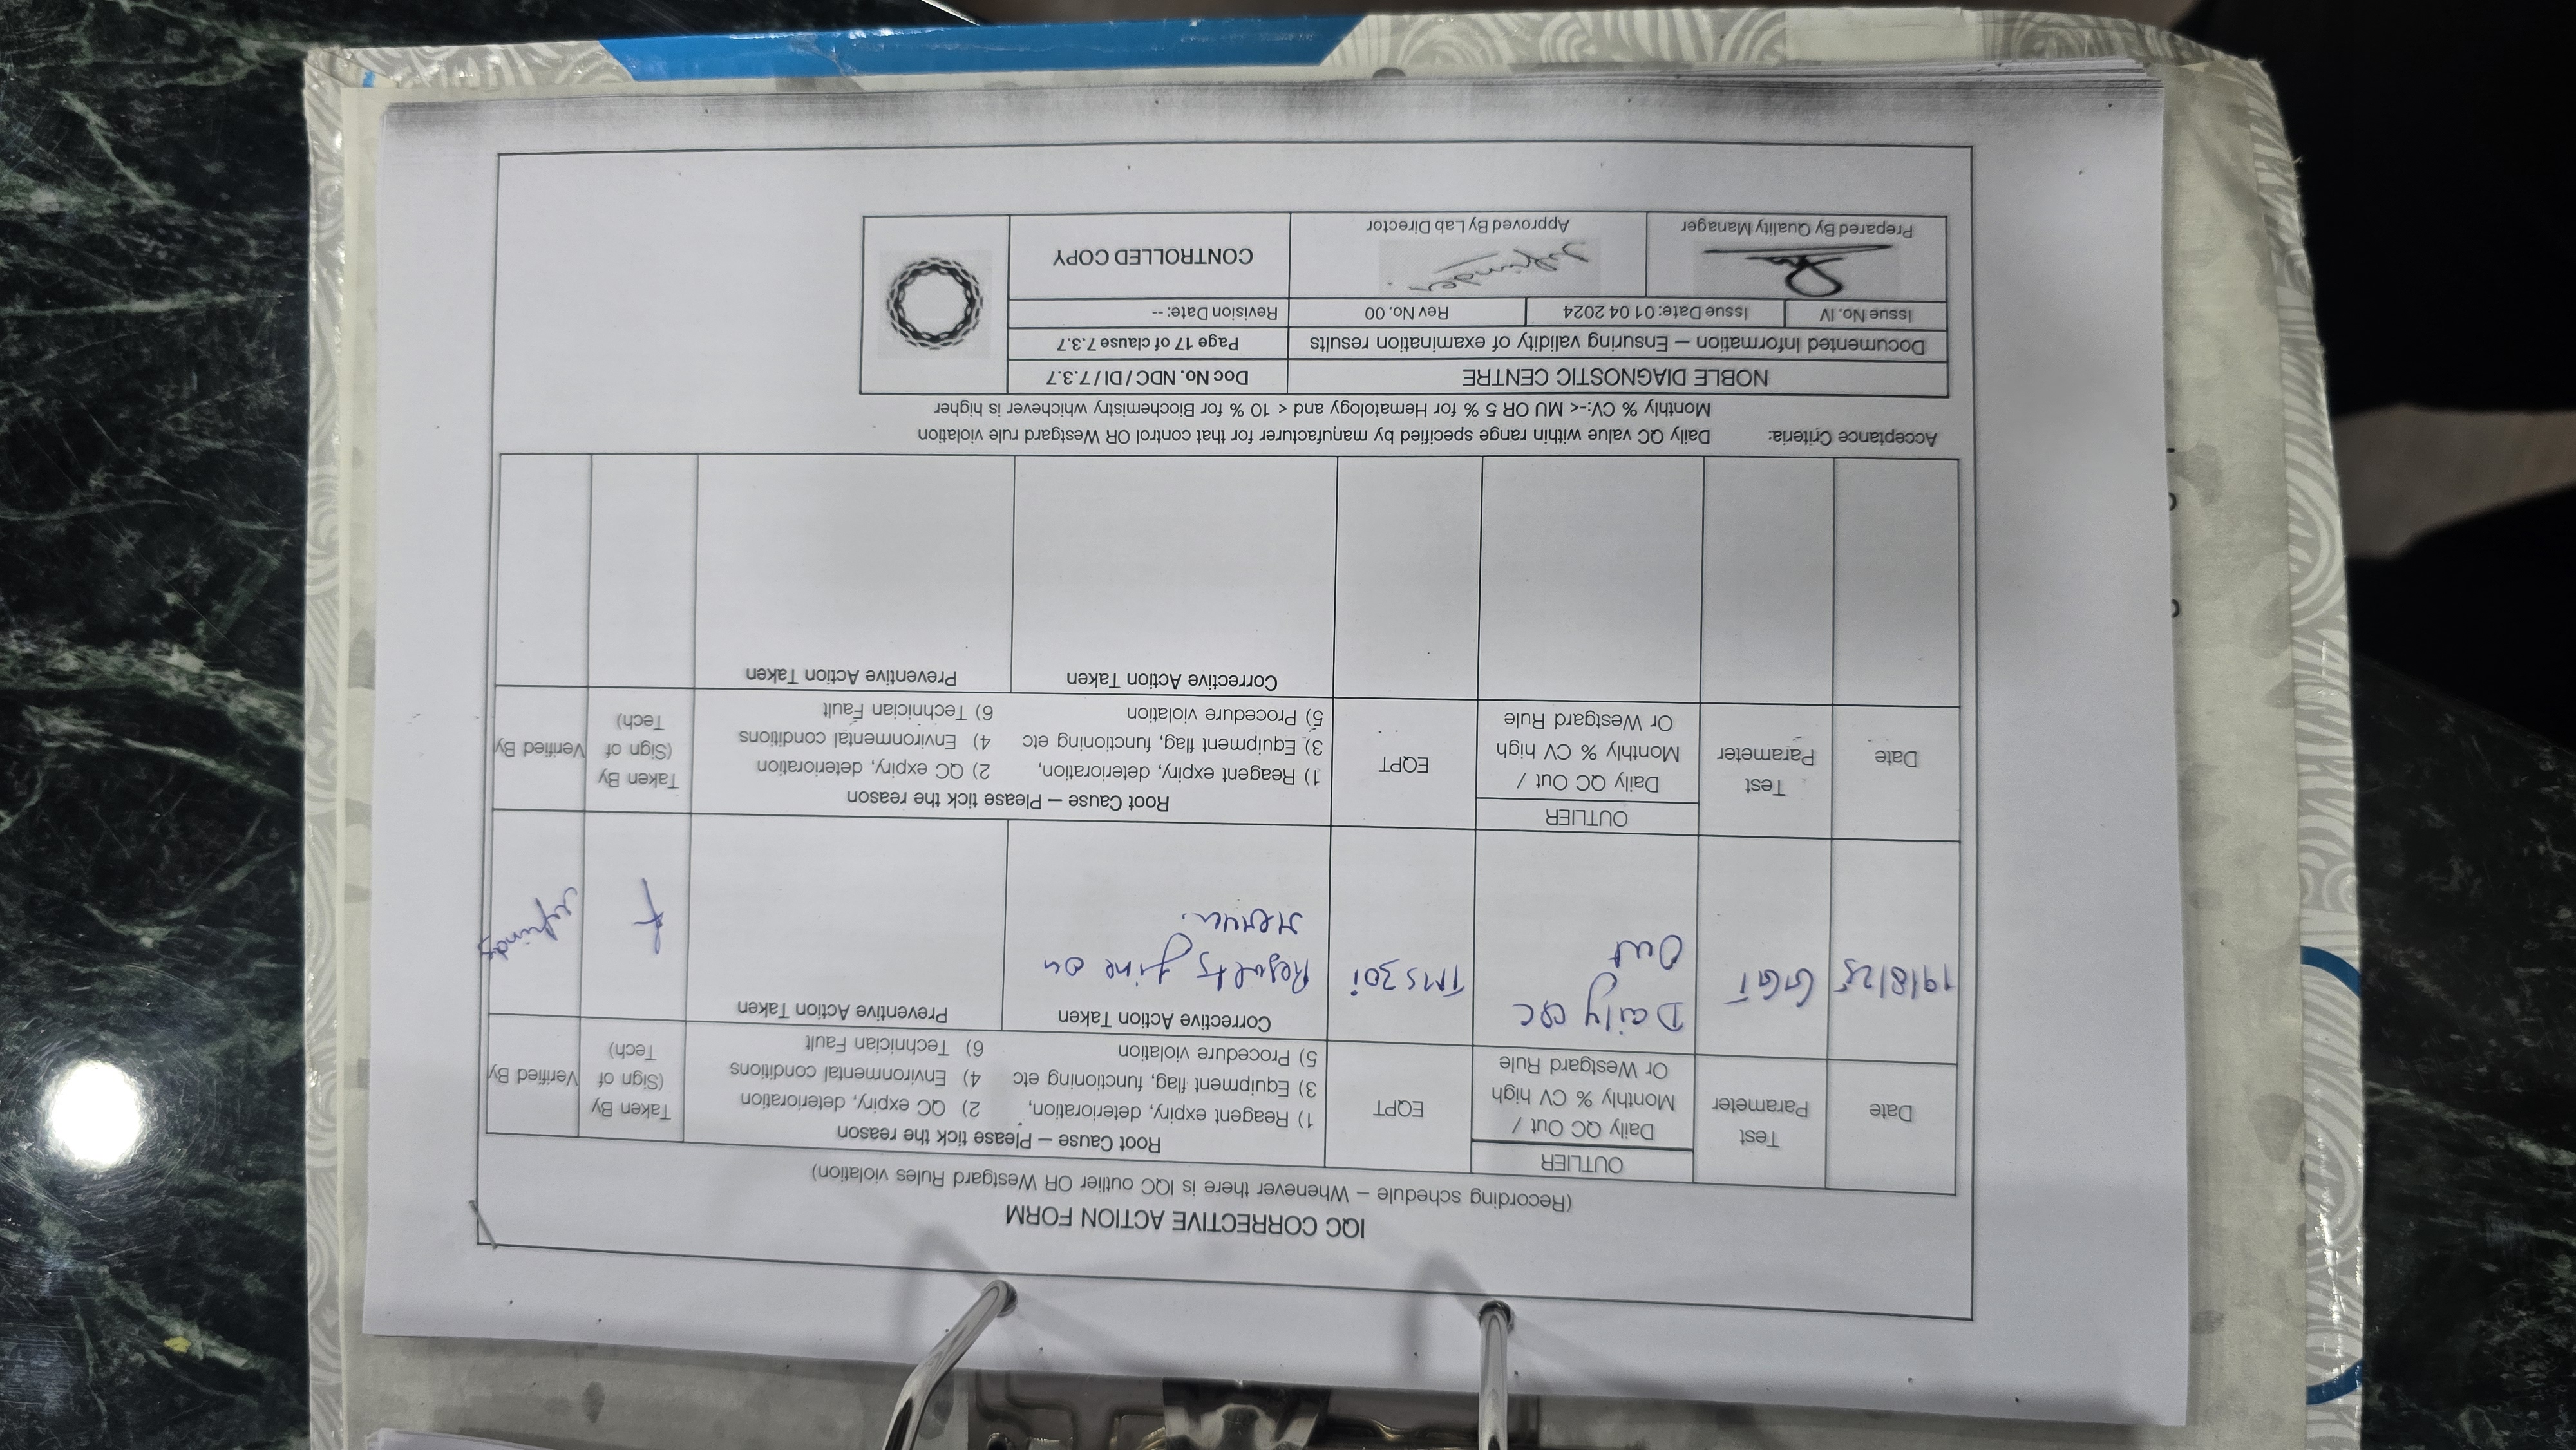 IQC CORRECTIVE ACTION FORM
(Recording schedule – Whenever there is IQC outlier OR Westgard Rules violation)
Date
Test Parameter
OUTLIER
Daily QC Out /
Monthly % CV high
Or Westgard Rule
EQPT
Root Cause – Please tick the reason
1) Reagent expiry, deterioration, 2) QC expiry, deterioration
3) Equipment flag, functioning etc 4) Environmental conditions
5) Procedure violation 6) Technician Fault
Taken By
(Sign of
Tech)
Verified By
Corrective Action Taken
Preventive Action Taken
19/8/25
GGT
Daily QC
Out
TMS30i
Results fine on
rerun.
Date
Test Parameter
OUTLIER
Daily QC Out /
Monthly % CV high
Or Westgard Rule
EQPT
Root Cause – Please tick the reason
1) Reagent expiry, deterioration, 2) QC expiry, deterioration
3) Equipment flag, functioning etc 4) Environmental conditions
5) Procedure violation 6) Technician Fault
Taken By
(Sign of
Tech)
Verified By
Corrective Action Taken
Preventive Action Taken
Acceptance Criteria: Daily QC value within range specified by manufacturer for that control OR Westgard rule violation
Monthly % CV:-< MU OR 5 % for Hematology and < 10 % for Biochemistry whichever is higher
NOBLE DIAGNOSTIC CENTRE Doc No. NDC / DI / 7.3.7
Documented Information – Ensuring validity of examination results Page 17 of clause 7.3.7
Issue No. IV Issue Date: 01 04 2024 Rev No. 00 Revision Date: --
Prepared By Quality Manager
Approved By Lab Director
CONTROLLED COPY